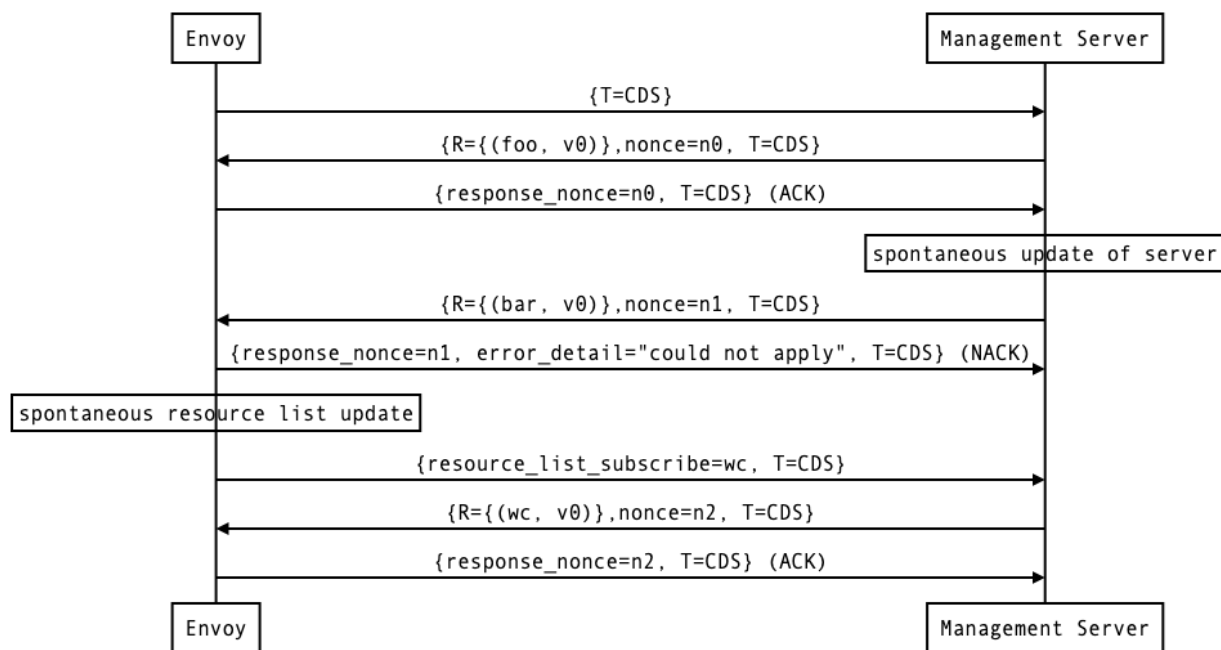 Envoy
Management Server
{T=CDS}
{R={(foo, v0)},nonce=n0, T=CDS}
{response_nonce=n0, T=CDS} (ACK)
spontaneous update of server
{R={(bar, v0)},nonce=n1, T=CDS}
{response_nonce=n1, error_detail="could not apply", T=CDS} (NACK)
spontaneous resource list update
{resource_list_subscribe=wc, T=CDS}
{R={(wc, v0)},nonce=n2, T=CDS}
{response_nonce=n2, T=CDS} (ACK)
Envoy
Management Server